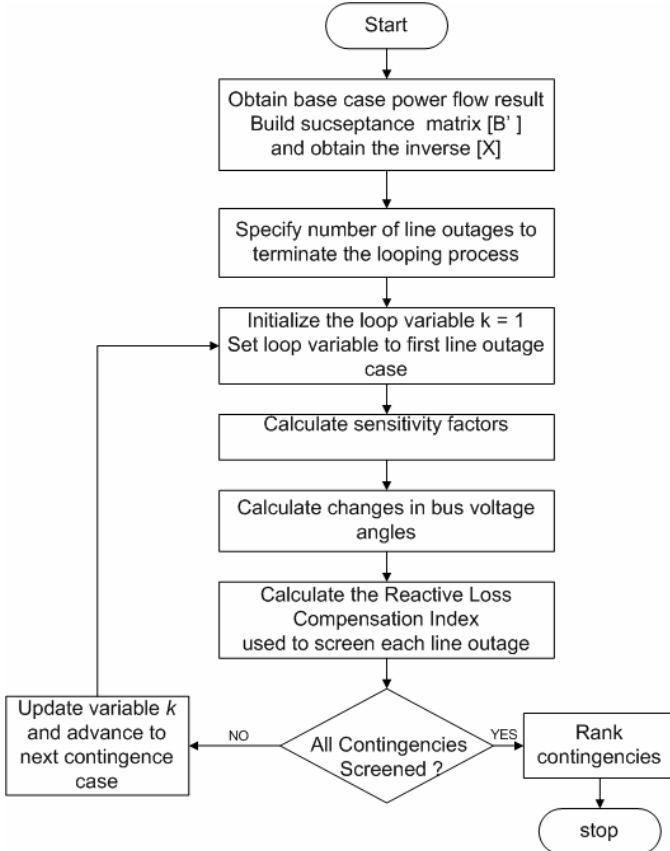 Start
Obtain base case power flow result
Build sucseptance matrix [B' ]
and obtain the inverse [X]
Specify number of line outages to
terminate the looping process
Initialize the loop variable k = 1
Set loop variable to first line outage
case
Calculate sensitivity factors
Calculate changes in bus voltage
angles
Calculate the Reactive Loss
Compensation Index
used to screen each line outage
All Contingencies
Screened ?
NO
Update variable k
and advance to
next contingence
case
YES
Rank
contingencies
stop